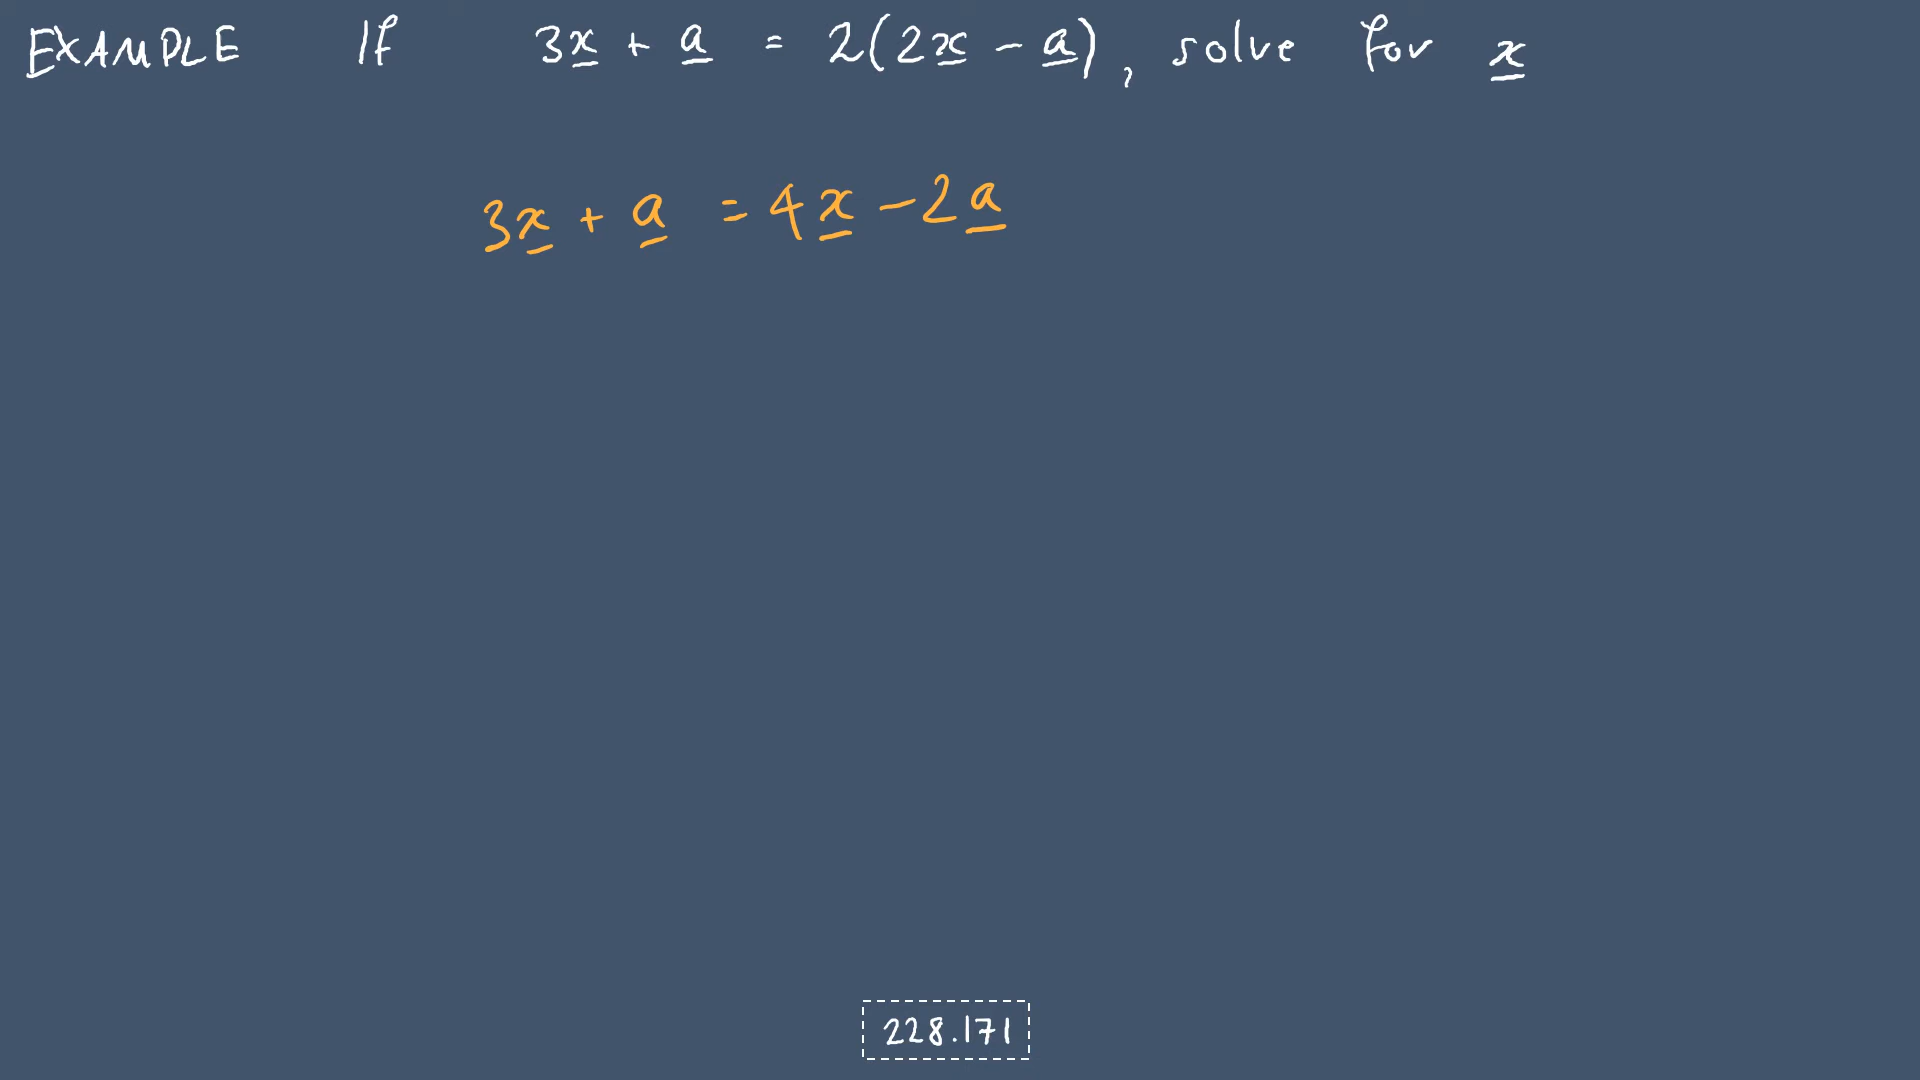 EXAMPLE If 3x + a = 2(2x - a), solve for x
3x + a = 4x - 2a
228.171